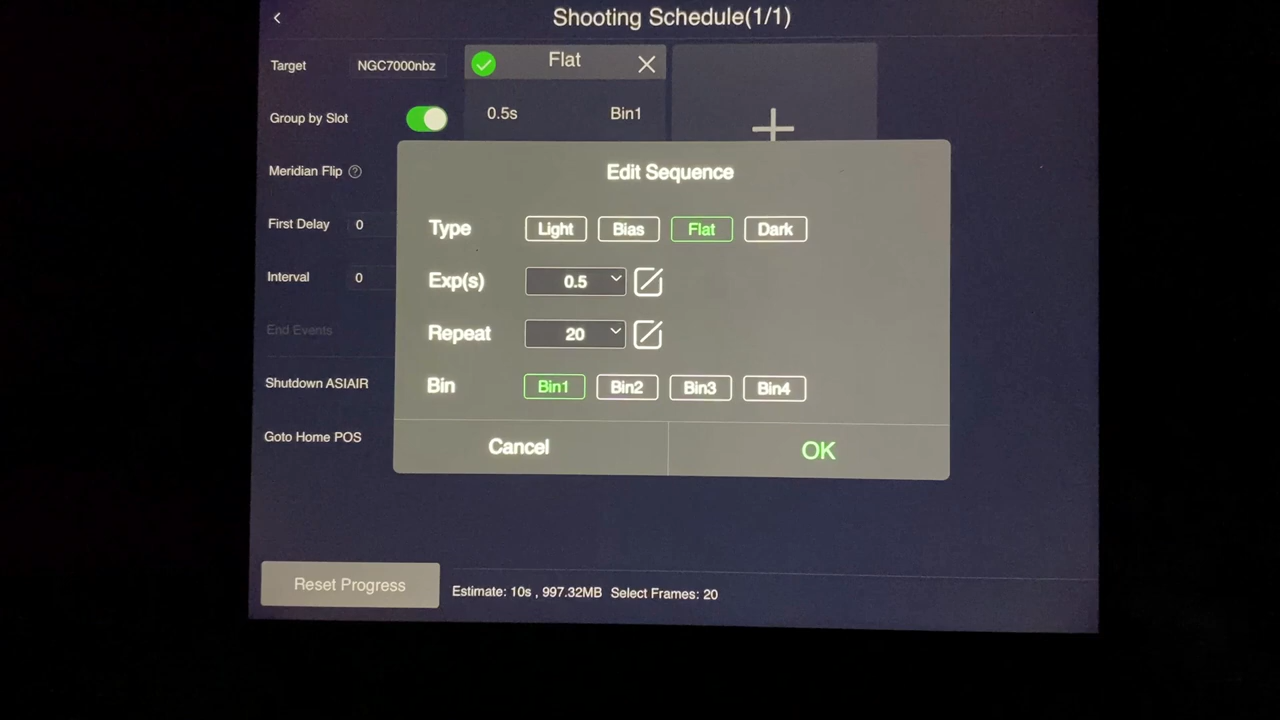 Shooting Schedule(1/1)
Target NGC7000nbz
Flat
Group by Slot
0.5s Bin1
Meridian Flip ?
First Delay 0
Interval 0
End Events
Shutdown ASIAIR
Goto Home POS
Edit Sequence
Type Light Bias Flat Dark
Exp(s) 0.5
Repeat 20
Bin Bin1 Bin2 Bin3 Bin4
Cancel OK
Reset Progress
Estimate: 10s , 997.32MB Select Frames: 20